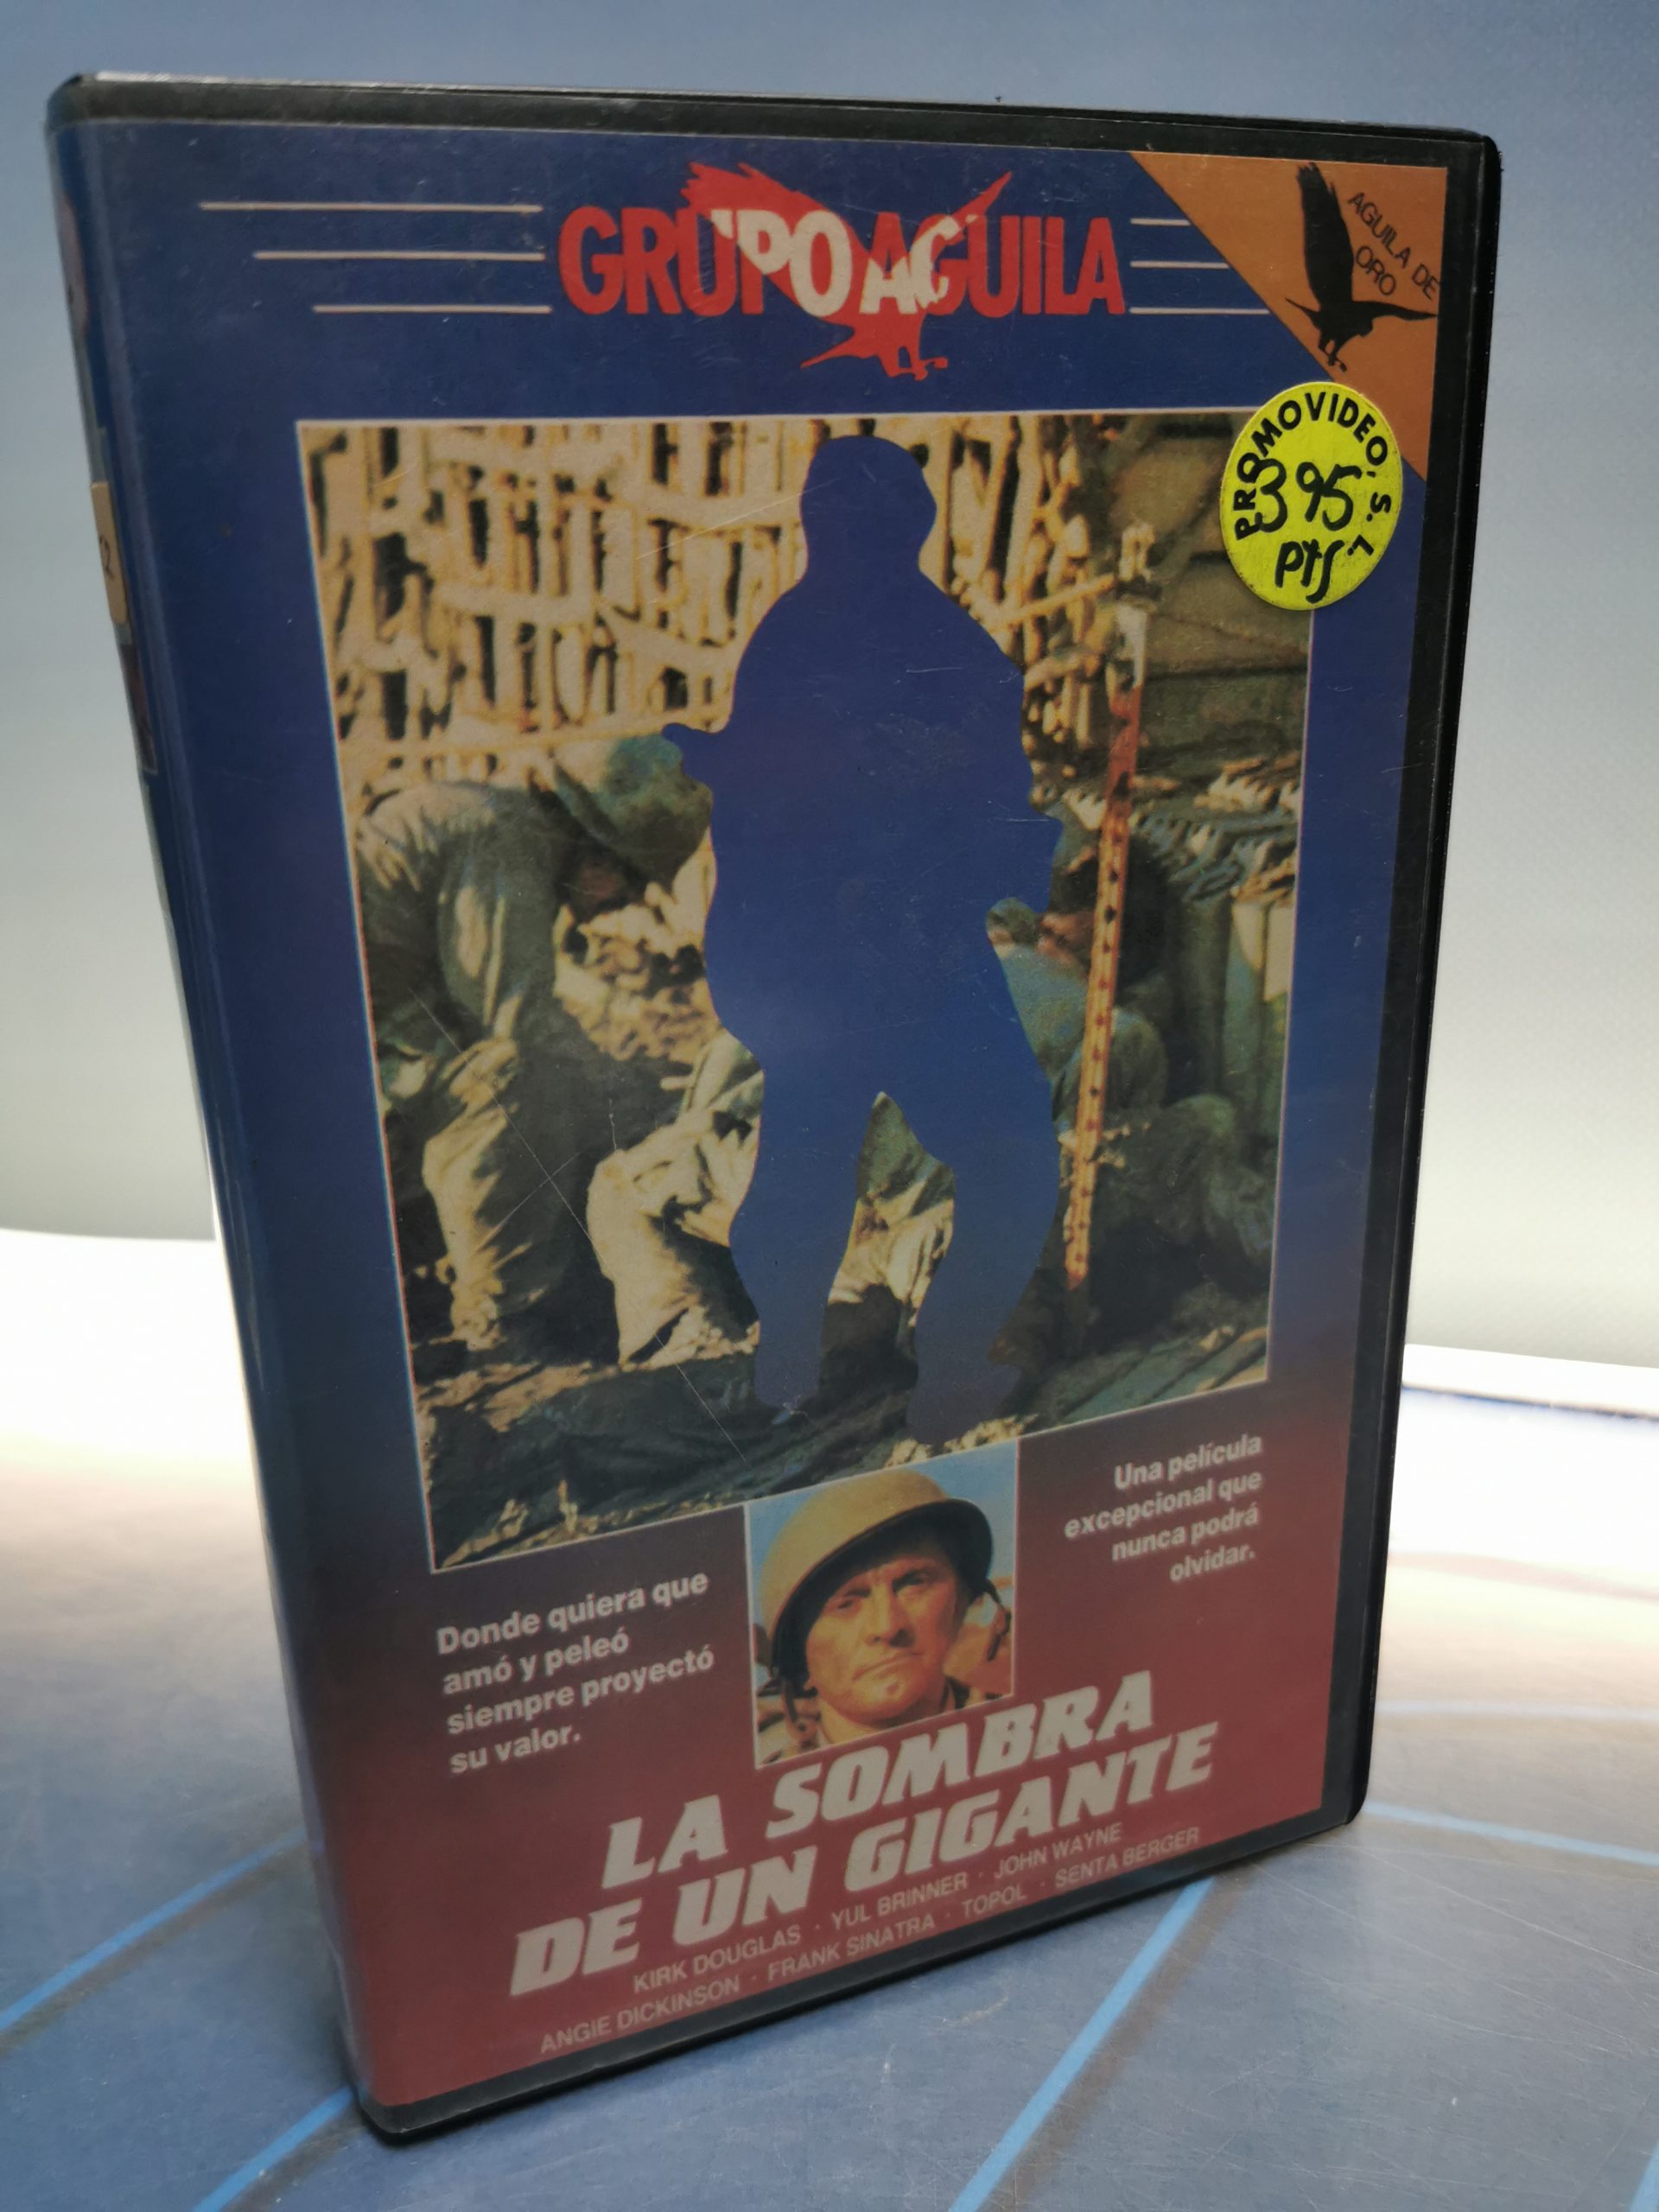 GRUPO AGUILA
AGUILA DE
ORO
PROMOVIDEO, S. L.
395
pts
Una película
excepcional que
nunca podrá
olvidar.
Donde quiera que
amó y peleó
siempre proyectó
su valor.
LA SOMBRA
DE UN GIGANTE
KIRK DOUGLAS · YUL BRINNER · JOHN WAYNE
ANGIE DICKINSON · FRANK SINATRA · TOPOL · SENTA BERGER